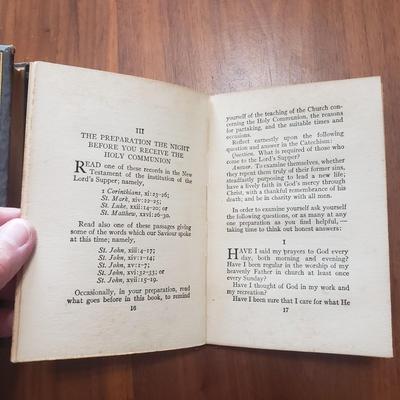 III
THE PREPARATION THE NIGHT
BEFORE YOU RECEIVE THE
HOLY COMMUNION
READ one of these records in the New
Testament of the institution of the
Lord's Supper; namely,
1 Corinthians, xi:23-26;
St. Mark, xiv:22-25;
St. Luke, xxii:14-20; or
St. Matthew, xxvi:26-30.
Read also one of these passages giving
some of the words which our Saviour spoke
at this time; namely,
St. John, xiii:4-17;
St. John, xiv:1-14;
St. John, xv:1-7;
St. John, xvi:32-33; or
St. John, xvii:15-19.
Occasionally, in your preparation, read
what goes before in this book, to remind
16
yourself of the teaching of the Church con-
cerning the Holy Communion, the reasons
for partaking, and the suitable times and
occasions.
Reflect earnestly upon the following
question and answer in the Catechism:
Question. What is required of those who
come to the Lord's Supper?
Answer. To examine themselves, whether
they repent them truly of their former sins,
steadfastly purposing to lead a new life;
have a lively faith in God's mercy through
Christ, with a thankful remembrance of his
death; and be in charity with all men.
In order to examine yourself ask yourself
the following questions, or as many at any
one preparation as you find helpful,—
taking time to think out honest answers:
I
HAVE I said my prayers to God every
day, both morning and evening?
Have I been regular in the worship of my
heavenly Father in church at least once
every Sunday?
Have I thought of God in my work and
my recreation?
Have I been sure that I care for what He
17